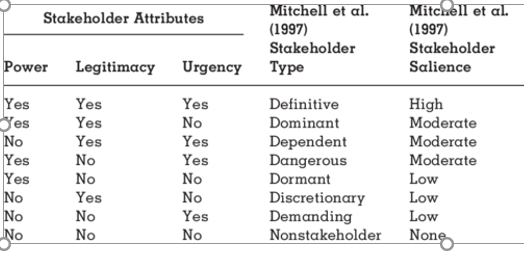 Stakeholder Attributes Mitchell et al. Mitchell et al.
(1997) (1997)
Stakeholder Stakeholder
Power Legitimacy Urgency Type Salience
Yes Yes Yes Definitive High
Yes Yes No Dominant Moderate
No Yes Yes Dependent Moderate
Yes No Yes Dangerous Moderate
Yes No No Dormant Low
No Yes No Discretionary Low
No No Yes Demanding Low
No No No Nonstakeholder None